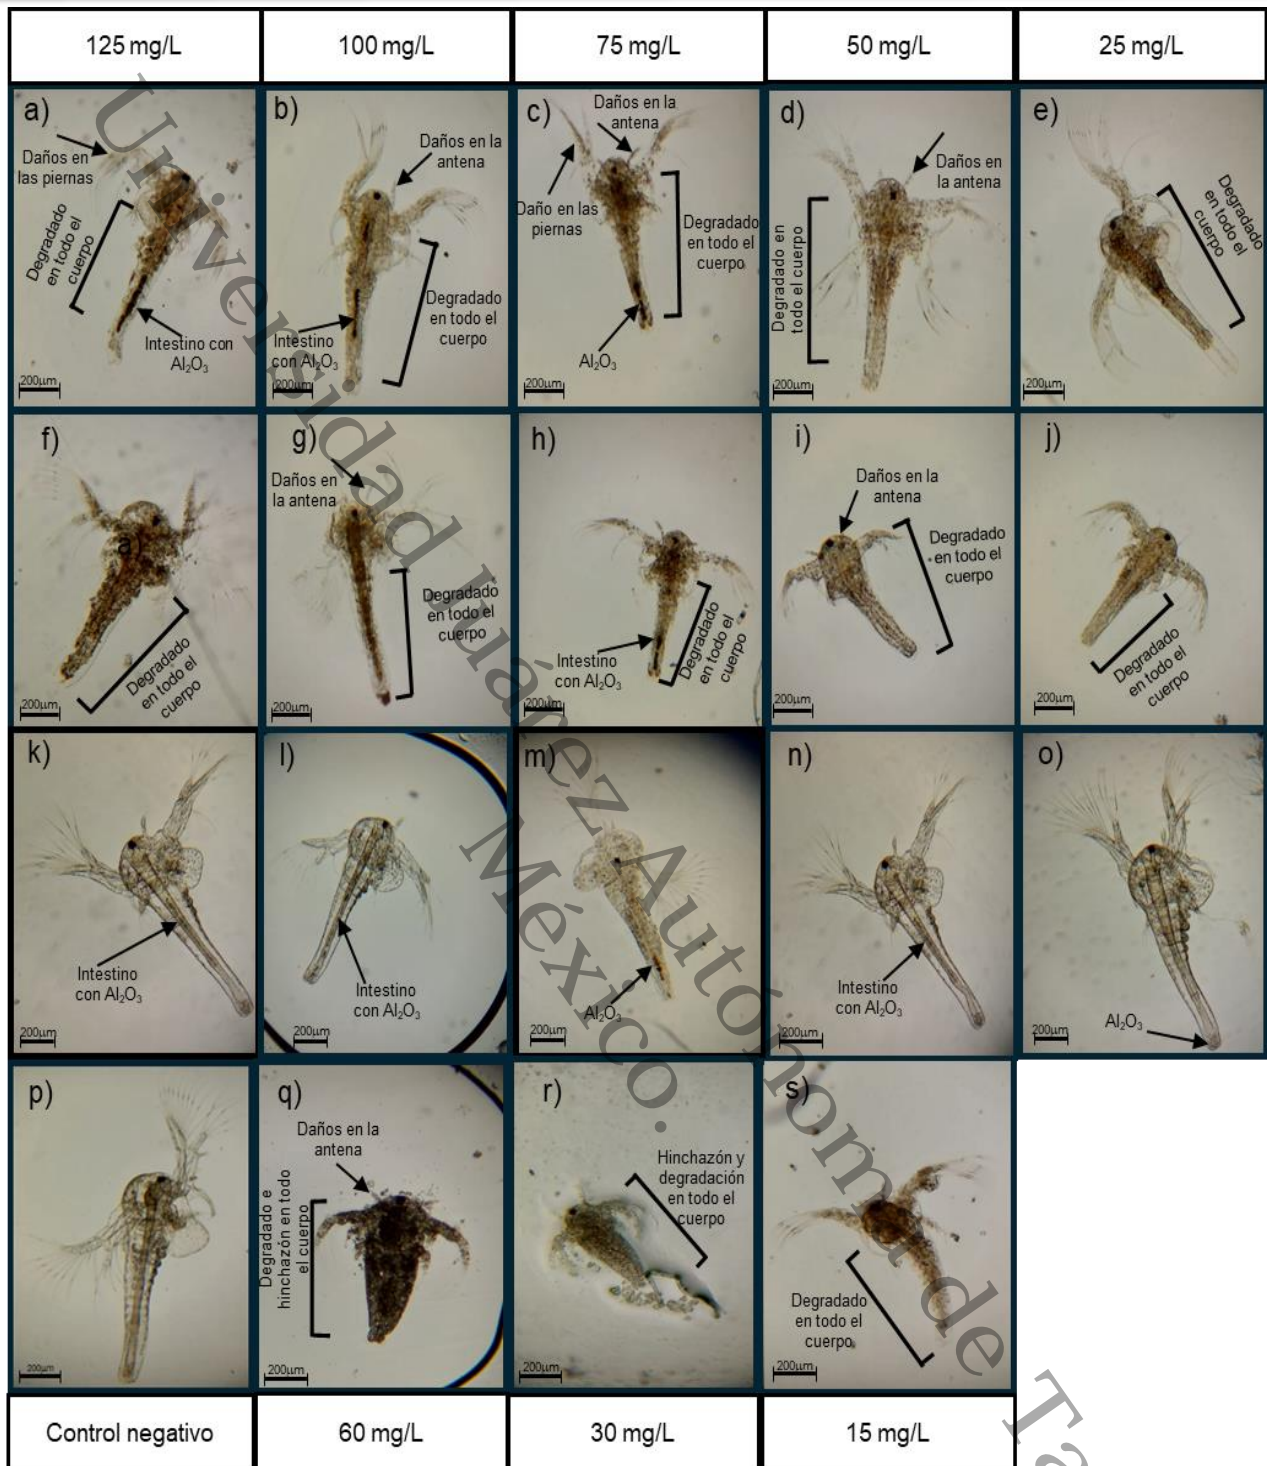 125 mg/L
100 mg/L
75 mg/L
50 mg/L
25 mg/L
a)
Daños en
las piernas
Degradado
en todo el
cuerpo
Intestino con
Al₂O₃
200µm
b)
Daños en la
antena
Degradado
en todo el
cuerpo
Intestino
con Al₂O₃
200µm
c)
Daños en la
antena
Daño en las
piernas
Degradado
en todo el
cuerpo
Al₂O₃
200µm
d)
Daños en
la antena
Degradado en
todo el cuerpo
200µm
e)
Degradado
en todo el
cuerpo
200µm
f)
a)
Degradado
en todo el
cuerpo
200µm
g)
Daños en
la antena
Degradado
en todo el
cuerpo
200µm
h)
Intestino
con Al₂O₃
Degradado
en todo el
cuerpo
200µm
i)
Daños en la
antena
Degradado
en todo el
cuerpo
200µm
j)
Degradado
en todo el
cuerpo
200µm
k)
Intestino
con Al₂O₃
200µm
l)
Intestino
con Al₂O₃
200µm
m)
Al₂O₃
200µm
n)
Intestino
con Al₂O₃
200µm
o)
Al₂O₃
200µm
p)
200µm
q)
Daños en la
antena
Degradado e
hinchazón en todo
el cuerpo
200µm
r)
Hinchazón y
degradación
en todo el
cuerpo
200µm
s)
Degradado
en todo el
cuerpo
200µm
Control negativo
60 mg/L
30 mg/L
15 mg/L
Universidad Juárez Autónoma de Ta
México.